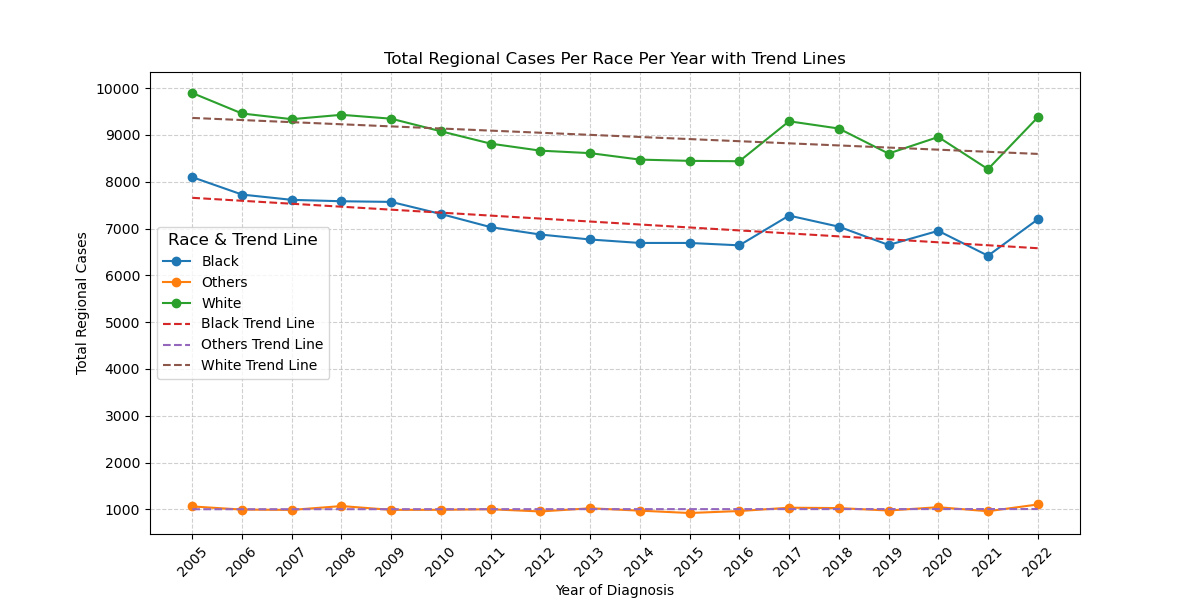 Total Regional Cases Per Race Per Year with Trend Lines
Total Regional Cases
10000
9000
8000
7000
6000
5000
4000
3000
2000
1000
Race & Trend Line
Black
Others
White
Black Trend Line
Others Trend Line
White Trend Line
2005 2006 2007 2008 2009 2010 2011 2012 2013 2014 2015 2016 2017 2018 2019 2020 2021 2022
Year of Diagnosis